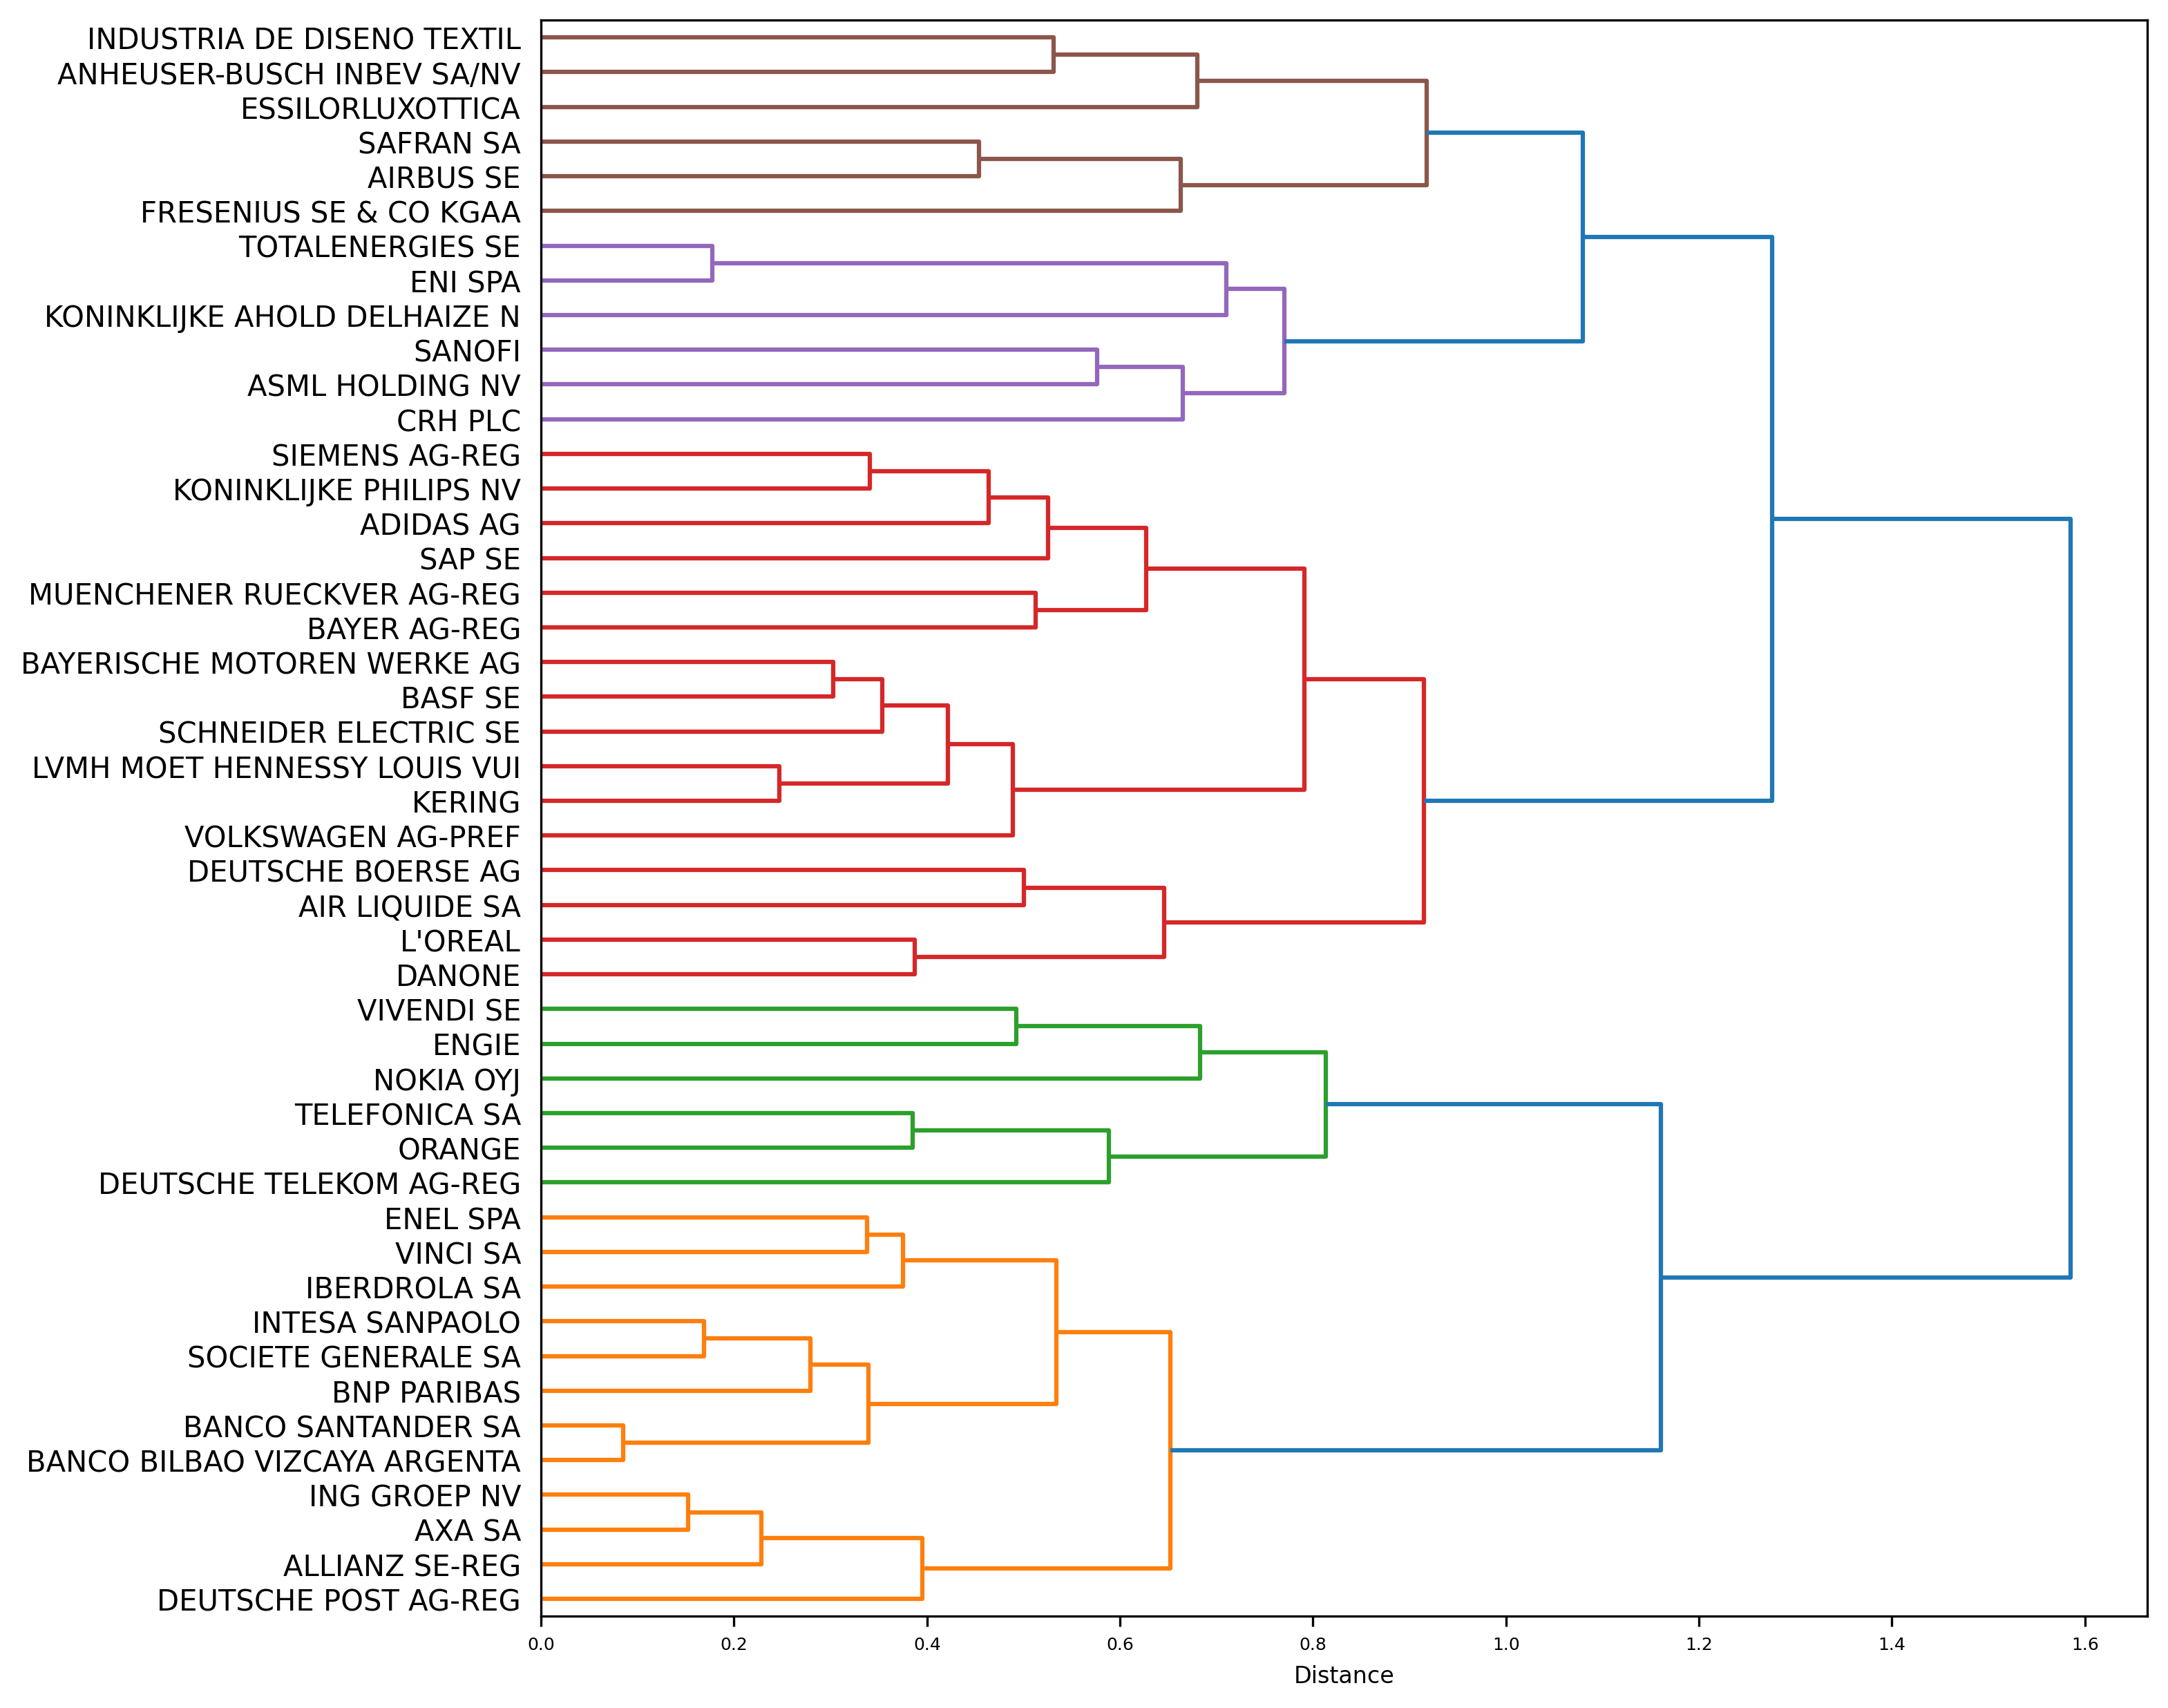 INDUSTRIA DE DISENO TEXTIL
ANHEUSER-BUSCH INBEV SA/NV
ESSILORLUXOTTICA
SAFRAN SA
AIRBUS SE
FRESENIUS SE & CO KGAA
TOTALENERGIES SE
ENI SPA
KONINKLIJKE AHOLD DELHAIZE N
SANOFI
ASML HOLDING NV
CRH PLC
SIEMENS AG-REG
KONINKLIJKE PHILIPS NV
ADIDAS AG
SAP SE
MUENCHENER RUECKVER AG-REG
BAYER AG-REG
BAYERISCHE MOTOREN WERKE AG
BASF SE
SCHNEIDER ELECTRIC SE
LVMH MOET HENNESSY LOUIS VUI
KERING
VOLKSWAGEN AG-PREF
DEUTSCHE BOERSE AG
AIR LIQUIDE SA
L'OREAL
DANONE
VIVENDI SE
ENGIE
NOKIA OYJ
TELEFONICA SA
ORANGE
DEUTSCHE TELEKOM AG-REG
ENEL SPA
VINCI SA
IBERDROLA SA
INTESA SANPAOLO
SOCIETE GENERALE SA
BNP PARIBAS
BANCO SANTANDER SA
BANCO BILBAO VIZCAYA ARGENTA
ING GROEP NV
AXA SA
ALLIANZ SE-REG
DEUTSCHE POST AG-REG
0.0 0.2 0.4 0.6 0.8 1.0 1.2 1.4 1.6
Distance